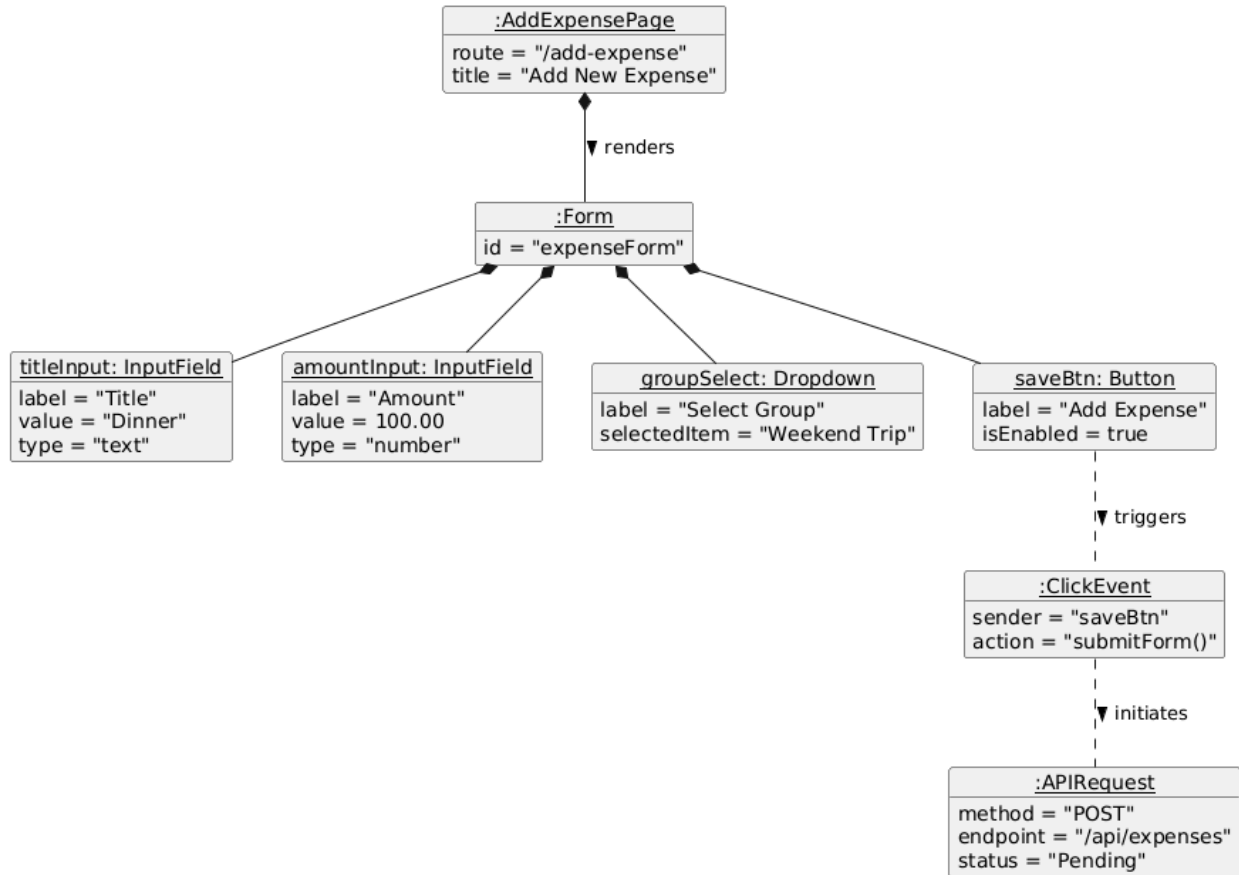 :AddExpensePage
route = "/add-expense"
title = "Add New Expense"
renders
:Form
id = "expenseForm"
titleInput: InputField
label = "Title"
value = "Dinner"
type = "text"
amountInput: InputField
label = "Amount"
value = 100.00
type = "number"
groupSelect: Dropdown
label = "Select Group"
selectedItem = "Weekend Trip"
saveBtn: Button
label = "Add Expense"
isEnabled = true
triggers
:ClickEvent
sender = "saveBtn"
action = "submitForm()"
initiates
:APIRequest
method = "POST"
endpoint = "/api/expenses"
status = "Pending"